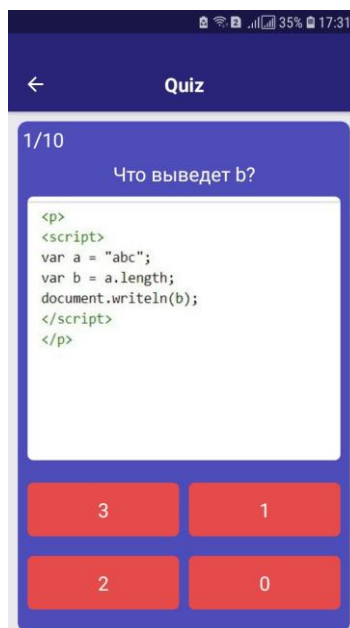 35% 17:31
Quiz
1/10
Что выведет b?
<p>
<script>
var a = "abc";
var b = a.length;
document.writeln(b);
</script>
</p>
3
1
2
0